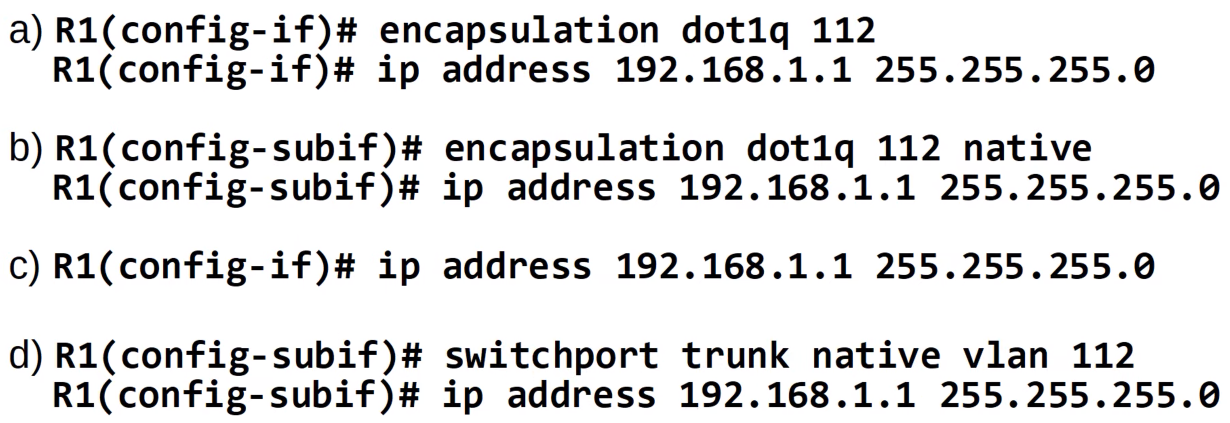 a) R1(config-if)# encapsulation dot1q 112
R1(config-if)# ip address 192.168.1.1 255.255.255.0
b) R1(config-subif)# encapsulation dot1q 112 native
R1(config-subif)# ip address 192.168.1.1 255.255.255.0
c) R1(config-if)# ip address 192.168.1.1 255.255.255.0
d) R1(config-subif)# switchport trunk native vlan 112
R1(config-subif)# ip address 192.168.1.1 255.255.255.0